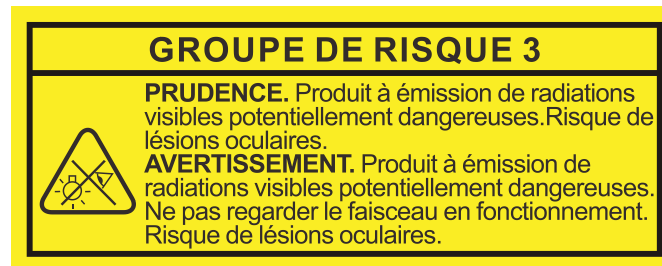 GROUPE DE RISQUE 3
PRUDENCE. Produit à émission de radiations
visibles potentiellement dangereuses.Risque de
lésions oculaires.
AVERTISSEMENT. Produit à émission de
radiations visibles potentiellement dangereuses.
Ne pas regarder le faisceau en fonctionnement.
Risque de lésions oculaires.